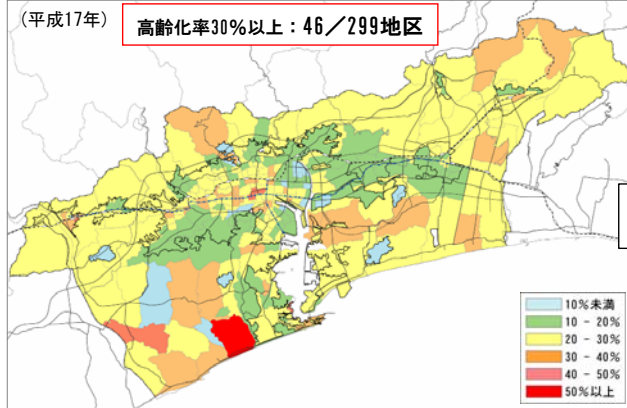 (平成17年)
高齢化率30%以上：46／299地区
10%未満
10 - 20%
20 - 30%
30 - 40%
40 - 50%
50%以上